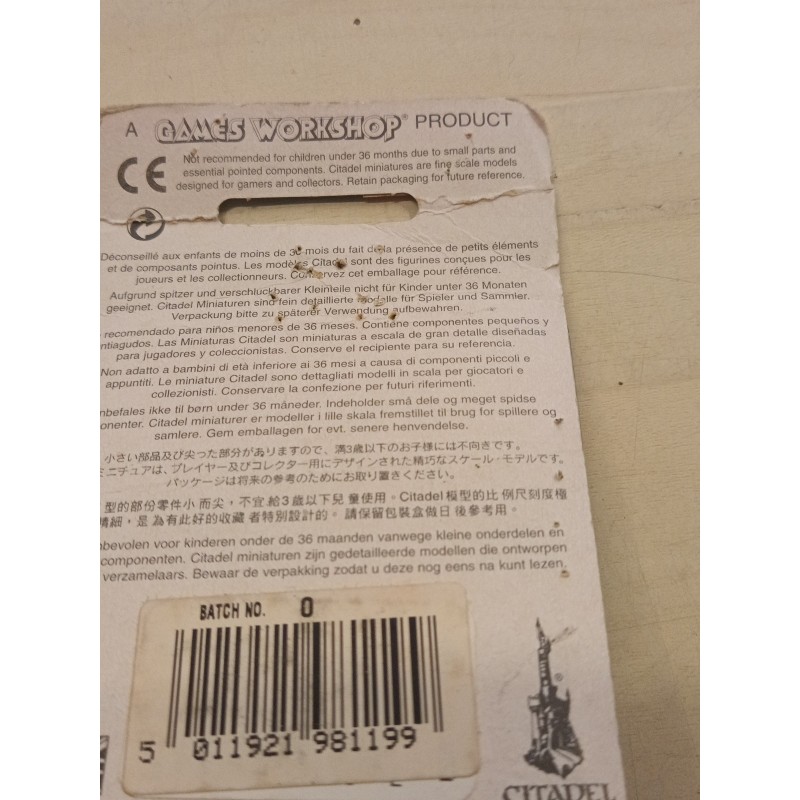 A GAMES WORKSHOP® PRODUCT
CE Not recommended for children under 36 months due to small parts and
essential pointed components. Citadel miniatures are fine scale models
designed for gamers and collectors. Retain packaging for future reference.
Déconseillé aux enfants de moins de 36 mois du fait de la présence de petits éléments
et de composants pointus. Les modèles Citadel sont des figurines conçues pour les
joueurs et les collectionneurs. Conservez cet emballage pour référence.
Aufgrund spitzer und verschluckbarer Kleinteile nicht für Kinder unter 36 Monaten
geeignet. Citadel Miniaturen sind fein detaillierte Modelle für Spieler und Sammler.
Verpackung bitte zu späterer Verwendung aufbewahren.
recomendado para niños menores de 36 meses. Contiene componentes pequeños y
ntiagudos. Las Miniaturas Citadel son miniaturas a escala de gran detalle diseñadas
para jugadores y coleccionistas. Conserve el recipiente para su referencia.
Non adatto a bambini di età inferiore ai 36 mesi a causa di componenti piccoli e
appuntiti. Le miniature Citadel sono dettagliati modelli in scala per giocatori e
collezionisti. Conservare la confezione per futuri riferimenti.
nbefales ikke til børn under 36 måneder. Indeholder små dele og meget spidse
onenter. Citadel miniaturer er modeller i lille skala fremstillet til brug for spillere og
samlere. Gem emballagen for evt. senere henvendelse.
小さい部品及び尖った部分がありますので、満3歳以下のお子様には不向きです。
ミニチュアは、プレイヤー及びコレクター用にデザインされた精巧なスケール・モデルです。
パッケージは将来の参考のためにお取り置きください。
型的部份零件小而尖，不宜給3歲以下兒童使用。Citadel模型的比例尺刻度極
精細，是為有此好的收藏者特別設計的。請保留包裝盒做日後參考用。
nbevolen voor kinderen onder de 36 maanden vanwege kleine onderdelen en
componenten. Citadel miniaturen zijn gedetailleerde modellen die ontworpen
verzamelaars. Bewaar de verpakking zodat u deze nog eens na kunt lezen.
BATCH NO. 0
5 011921 981199
®
CITADEL